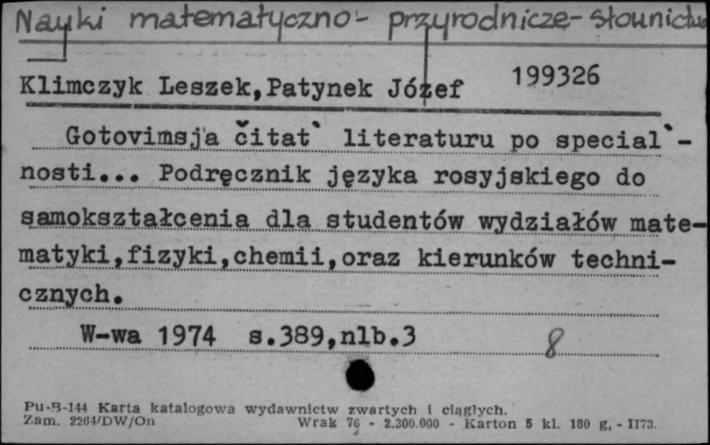 Nauki matematyczno- przyrodnicze- słownictwo
Klimczyk Leszek,Patynek Józef 199326
Gotovimsja čitat` literaturu po special`-
nosti... Podręcznik języka rosyjskiego do
samokształcenia dla studentów wydziałów mate-
matyki,fizyki,chemii,oraz kierunków techni-
cznych.
W-wa 1974 s.389,nlb.3 8
Pu-B-144 Karta katalogowa wydawnictw zwartych i ciągłych.
Zam. 2264/DW/On Wrak 76 - 2.300.000 - Karton 5 kl. 180 g, - II73.